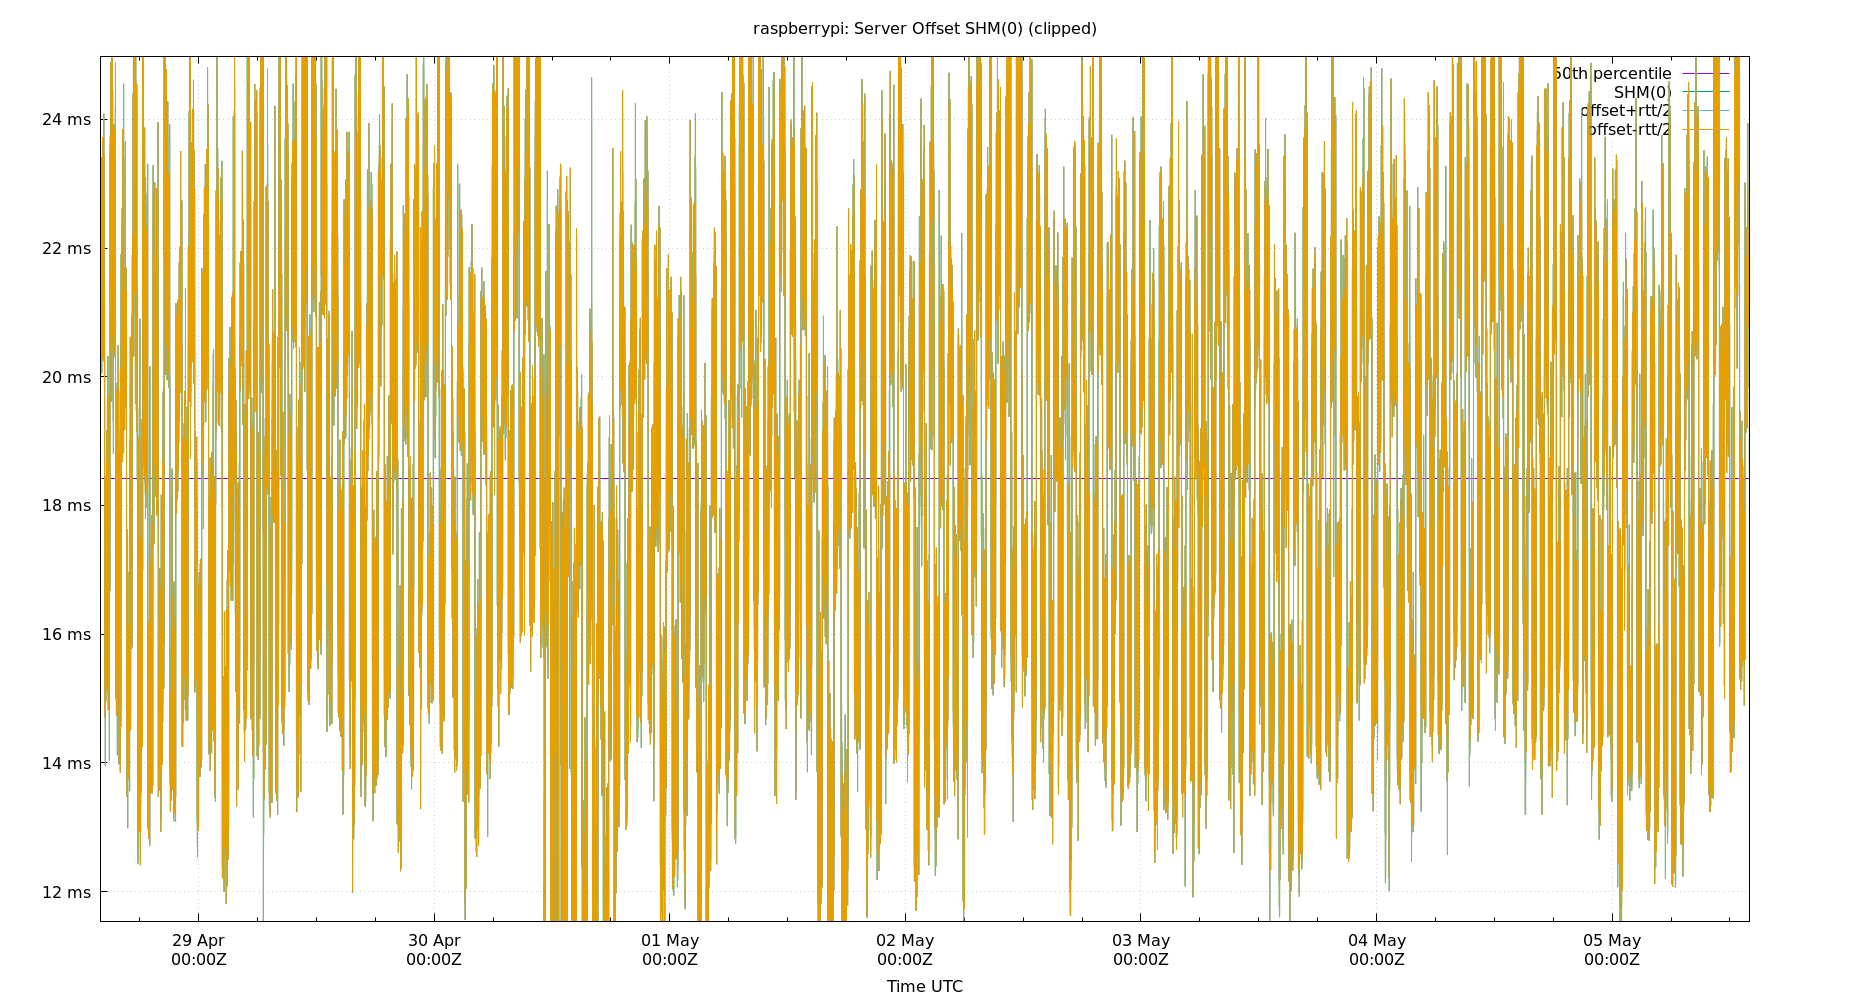 raspberrypi: Server Offset SHM(0) (clipped)
50th percentile
SHM(0)
offset+rtt/2
offset-rtt/2
24 ms
22 ms
20 ms
18 ms
16 ms
14 ms
12 ms
29 Apr
00:00Z
30 Apr
00:00Z
01 May
00:00Z
02 May
00:00Z
03 May
00:00Z
04 May
00:00Z
05 May
00:00Z
Time UTC